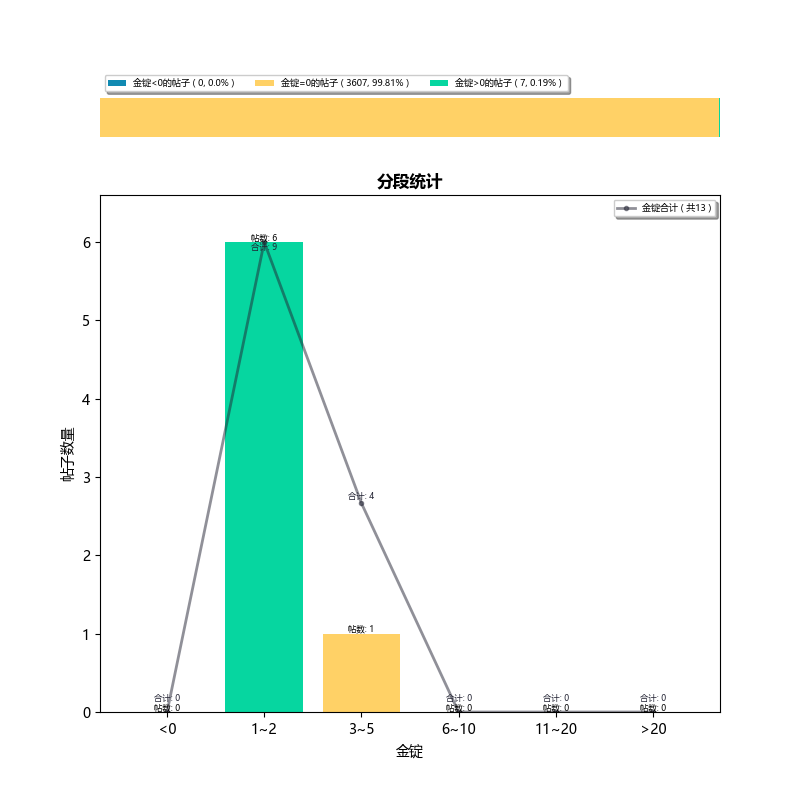 金锭<0的帖子 ( 0, 0.0% ) 金锭=0的帖子 ( 3607, 99.81% ) 金锭>0的帖子 ( 7, 0.19% )
分段统计
金锭合计 ( 共13 )
帖数: 6
合计: 9
6
5
4
3
2
1
0
帖子数量
合计: 4
帖数: 1
合计: 0 合计: 0 合计: 0 合计: 0
帖数: 0 帖数: 0 帖数: 0 帖数: 0
<0 1~2 3~5 6~10 11~20 >20
金锭